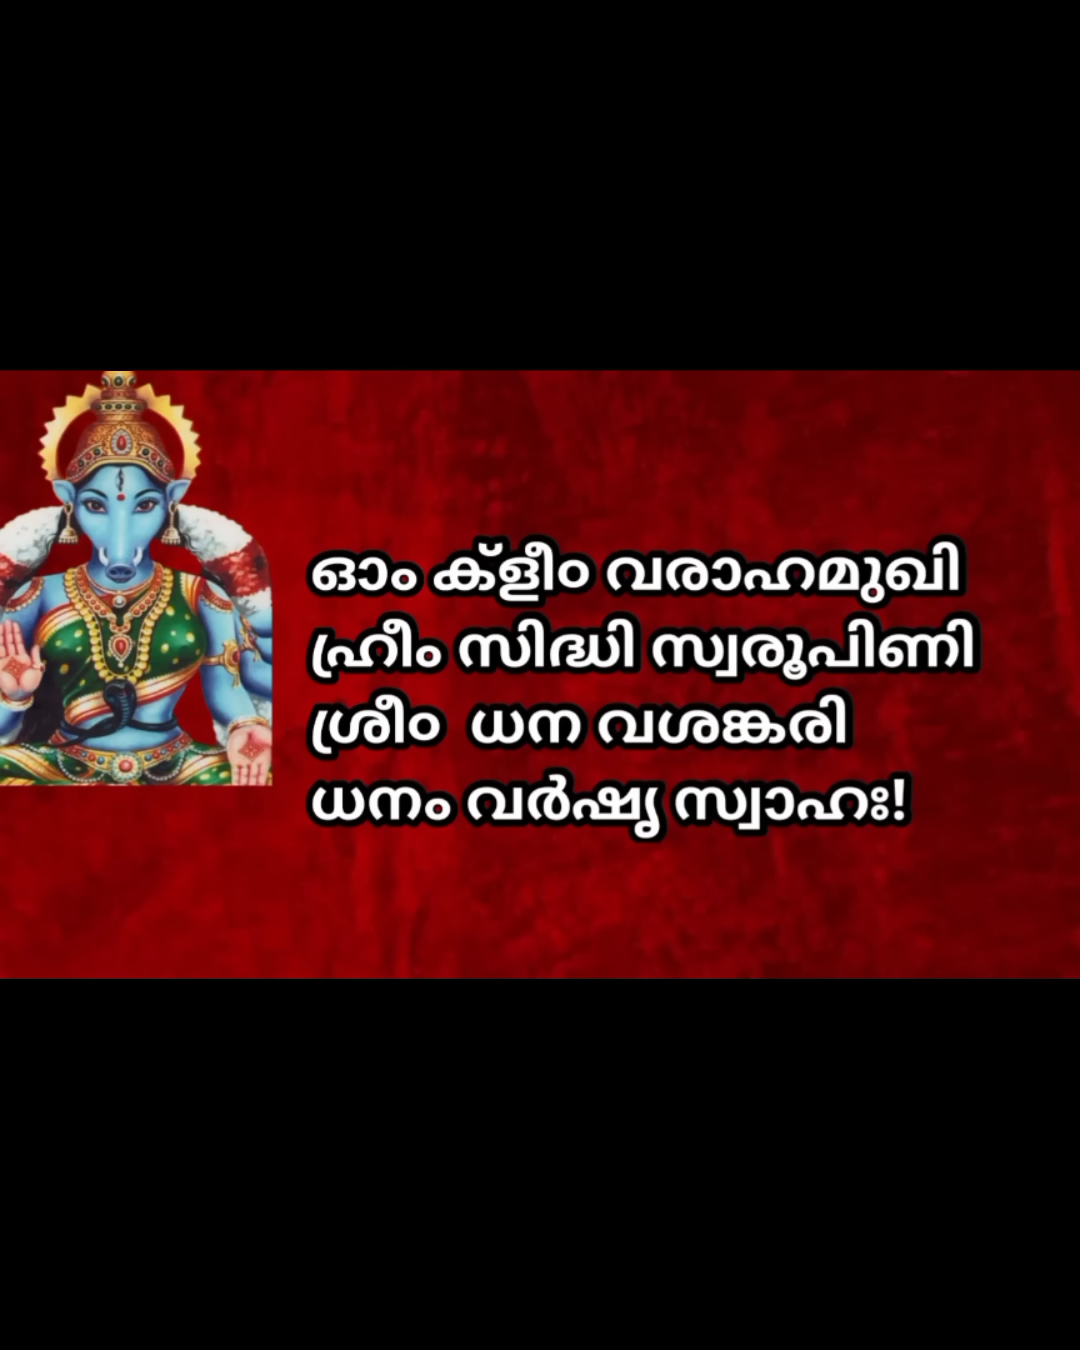 ഓം ക്ളീം വരാഹമുഖി
ഹ്രീം സിദ്ധി സ്വരൂപിണി
ശ്രീം ധന വശങ്കരി
ധനം വർഷൃ സ്വാഹഃ!